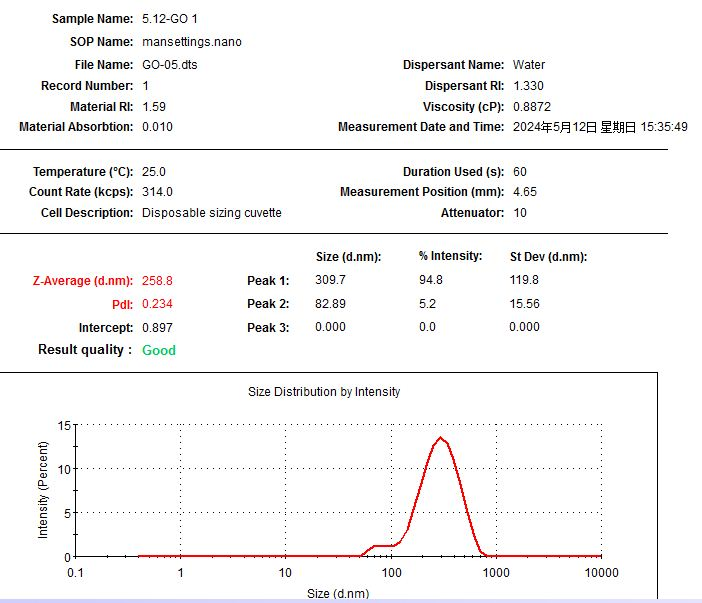 Sample Name: 5.12-GO 1
SOP Name: mansettings.nano
File Name: GO-05.dts Dispersant Name: Water
Record Number: 1 Dispersant RI: 1.330
Material RI: 1.59 Viscosity (cP): 0.8872
Material Absorbtion: 0.010 Measurement Date and Time: 2024年5月12日 星期日 15:35:49
Temperature (°C): 25.0 Duration Used (s): 60
Count Rate (kcps): 314.0 Measurement Position (mm): 4.65
Cell Description: Disposable sizing cuvette Attenuator: 10
Size (d.nm): % Intensity: St Dev (d.nm):
Z-Average (d.nm): 258.8 Peak 1: 309.7 94.8 119.8
PdI: 0.234 Peak 2: 82.89 5.2 15.56
Intercept: 0.897 Peak 3: 0.000 0.0 0.000
Result quality : Good
Size Distribution by Intensity
Intensity (Percent)
15
10
5
0
0.1 1 10 100 1000 10000
Size (d.nm)